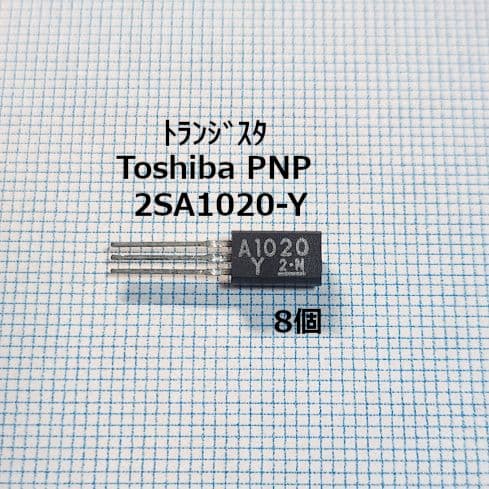 ﾄﾗﾝｼﾞｽﾀ
Toshiba PNP
2SA1020-Y
A1020
Y 2-N
8個